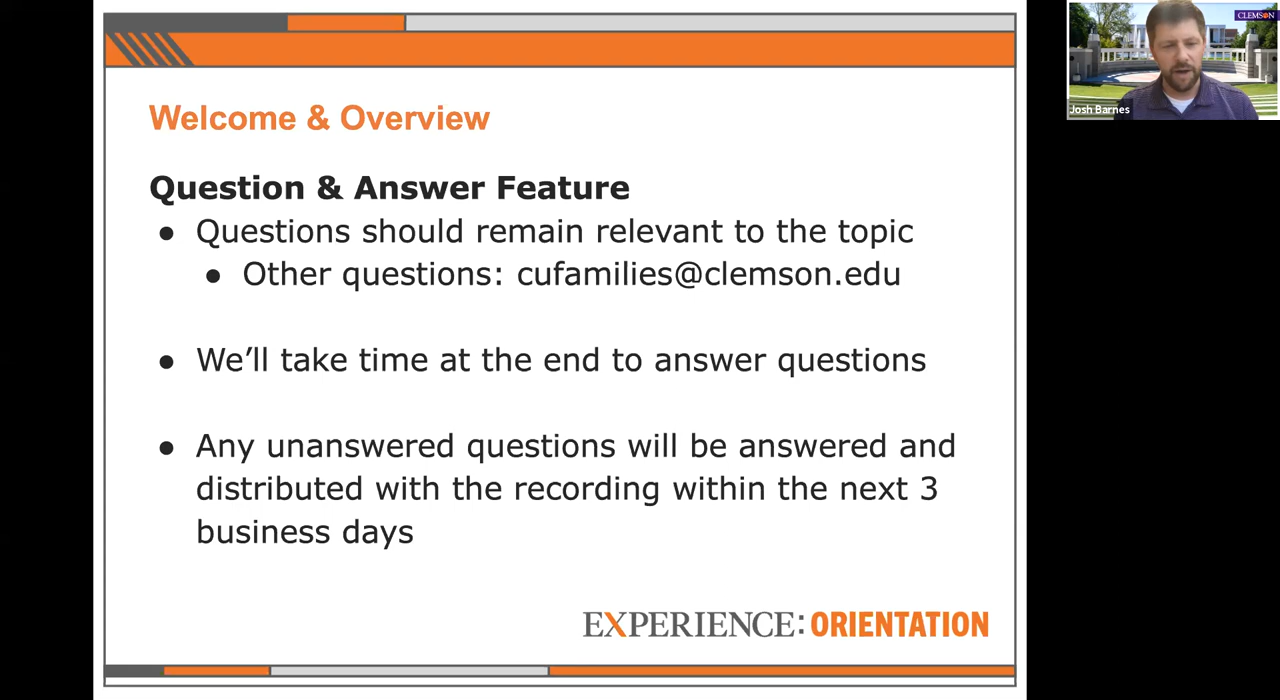 Welcome & Overview
Question & Answer Feature
● Questions should remain relevant to the topic
● Other questions: cufamilies@clemson.edu
● We’ll take time at the end to answer questions
● Any unanswered questions will be answered and
distributed with the recording within the next 3
business days
EXPERIENCE: ORIENTATION
CLEMSON
Josh Barnes